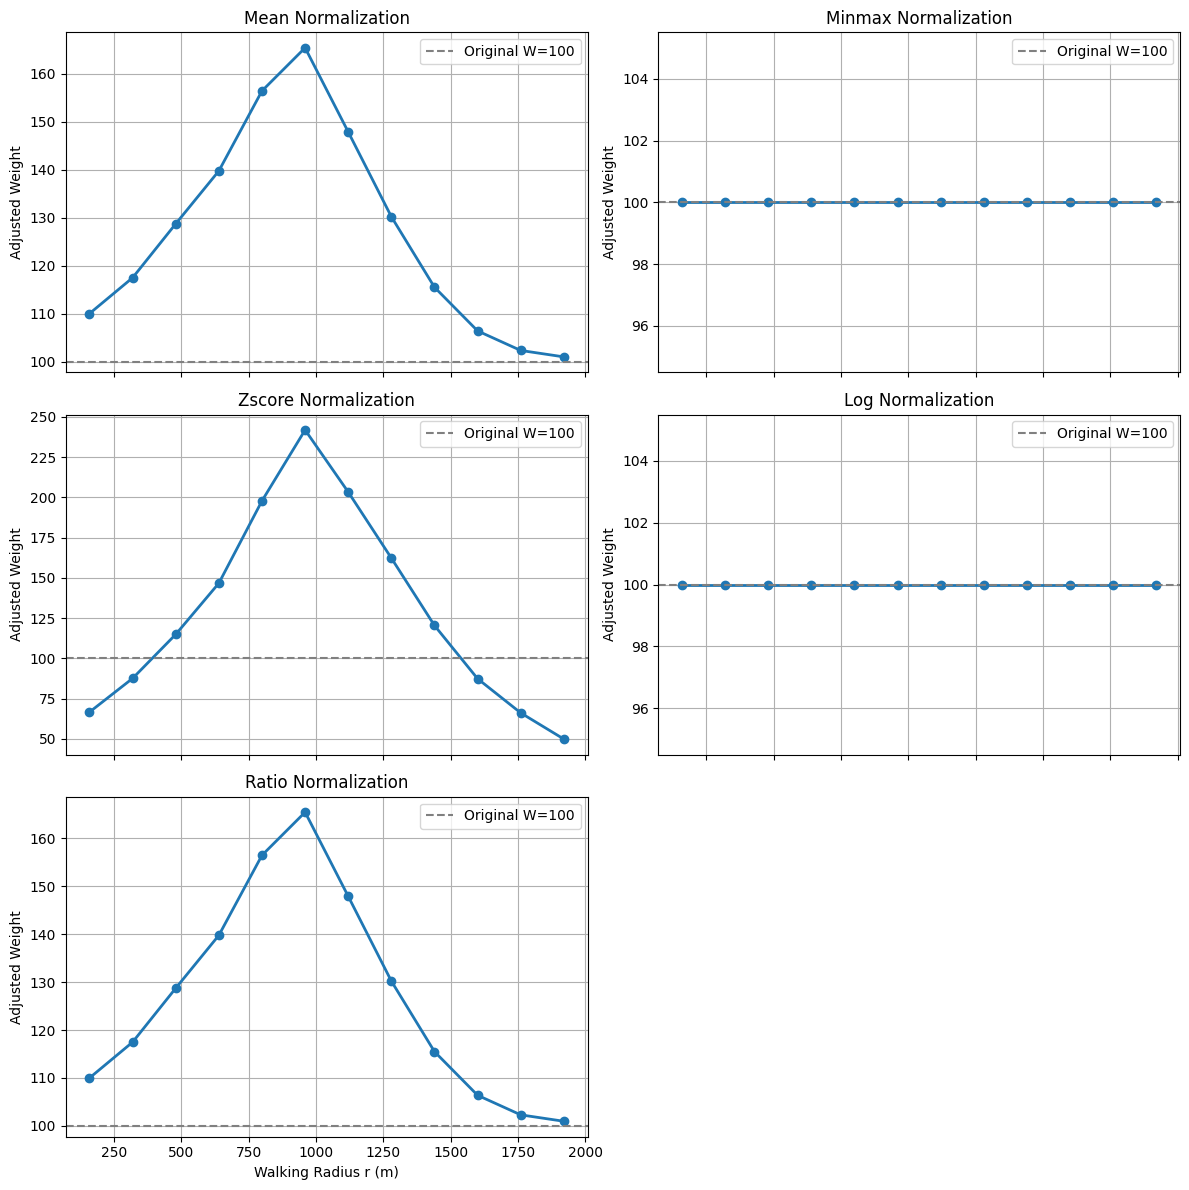 Mean Normalization
Original W=100
160
150
140
130
120
110
100
Adjusted Weight
Minmax Normalization
Original W=100
104
102
100
98
96
Adjusted Weight
Zscore Normalization
Original W=100
250
225
200
175
150
125
100
75
50
Adjusted Weight
Log Normalization
Original W=100
104
102
100
98
96
Adjusted Weight
Ratio Normalization
Original W=100
160
150
140
130
120
110
100
Adjusted Weight
250 500 750 1000 1250 1500 1750 2000
Walking Radius r (m)